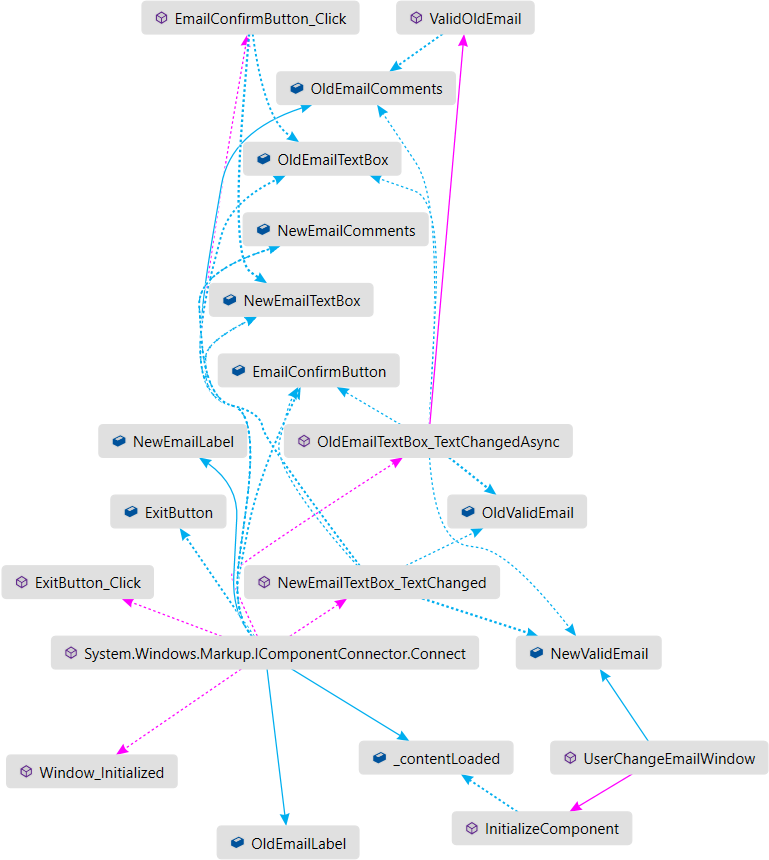 EmailConfirmButton_Click
ValidOldEmail
OldEmailComments
OldEmailTextBox
NewEmailComments
NewEmailTextBox
EmailConfirmButton
NewEmailLabel
OldEmailTextBox_TextChangedAsync
ExitButton
OldValidEmail
ExitButton_Click
NewEmailTextBox_TextChanged
System.Windows.Markup.IComponentConnector.Connect
NewValidEmail
Window_Initialized
_contentLoaded
UserChangeEmailWindow
InitializeComponent
OldEmailLabel